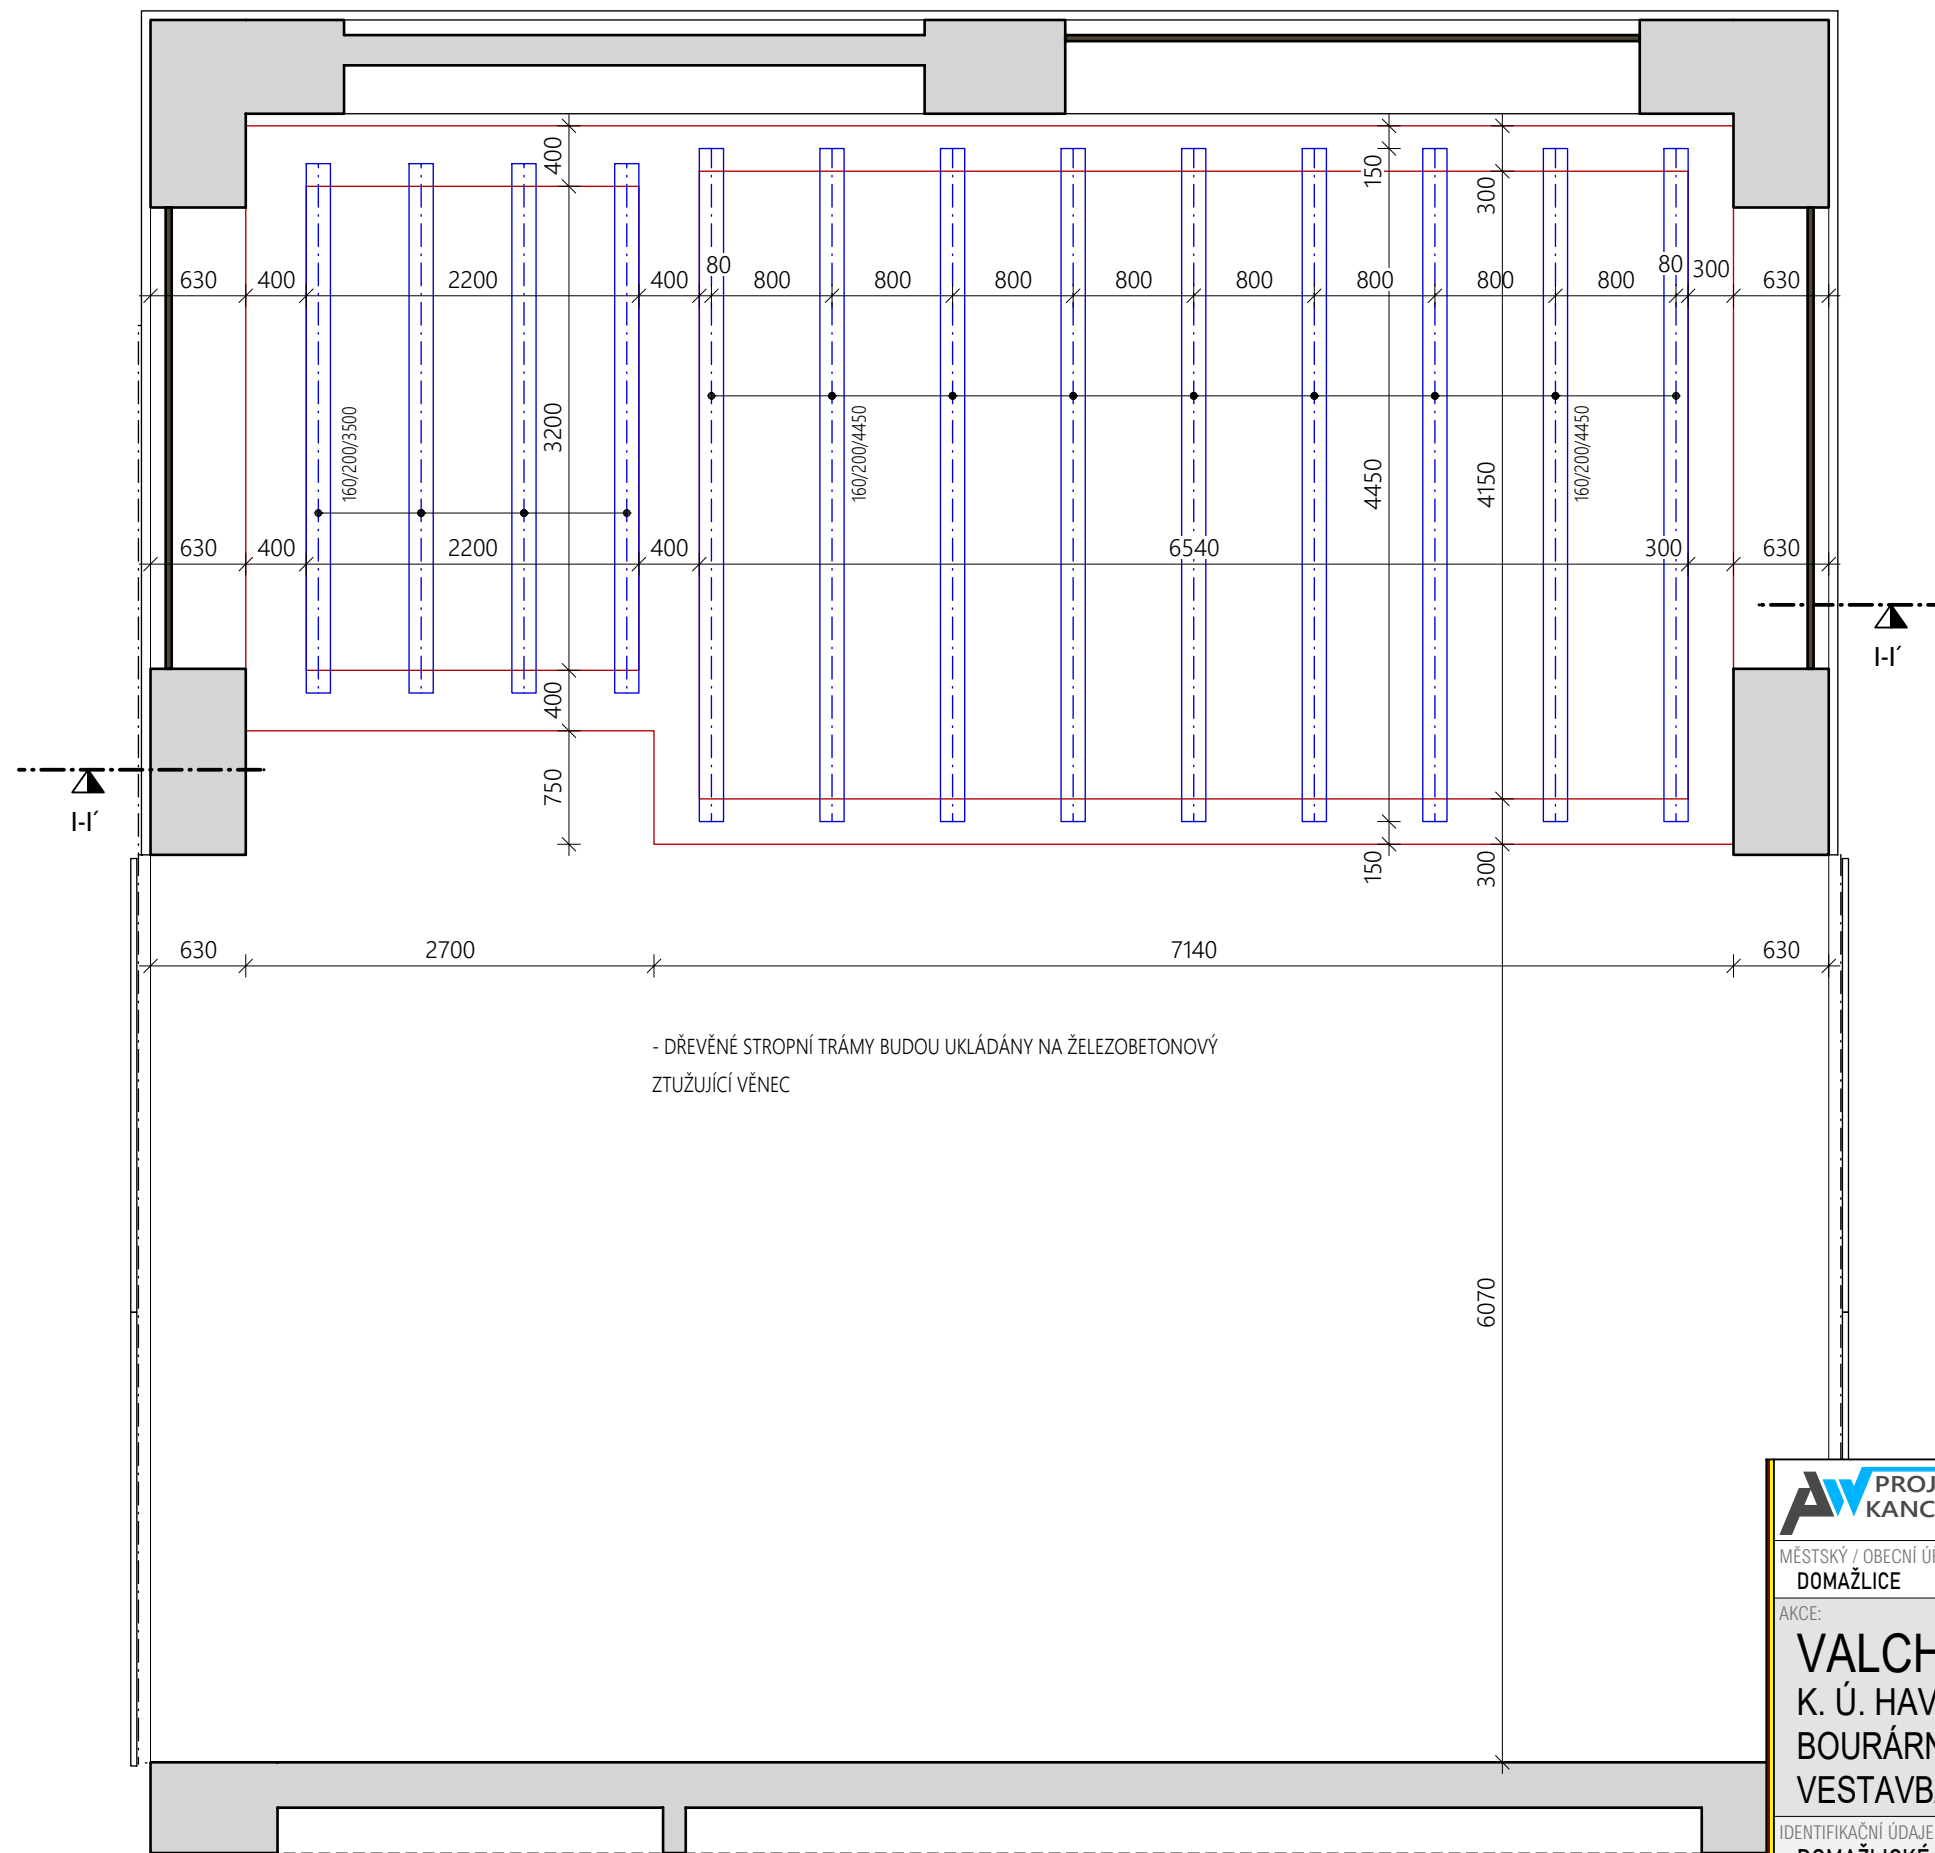 400
150
300
630
400
2200
400
80
800
800
800
800
800
800
800
800
80
300
630
160/200/3500
3200
160/200/4450
4450
4150
160/200/4450
630
400
2200
400
6540
300
630
I-I´
400
750
I-I´
150
300
630
2700
7140
630
- DŘEVĚNÉ STROPNÍ TRÁMY BUDOU UKLÁDÁNY NA ŽELEZOBETONOVÝ
ZTUŽUJÍCÍ VĚNEC
6070
AW PROJ
KANC
MĚSTSKÝ / OBECNÍ
DOMAŽLICE
AKCE:
VALCH
K. Ú. HAV
BOURÁRN
VESTAVB
IDENTIFIKAČNÍ ÚDAJE